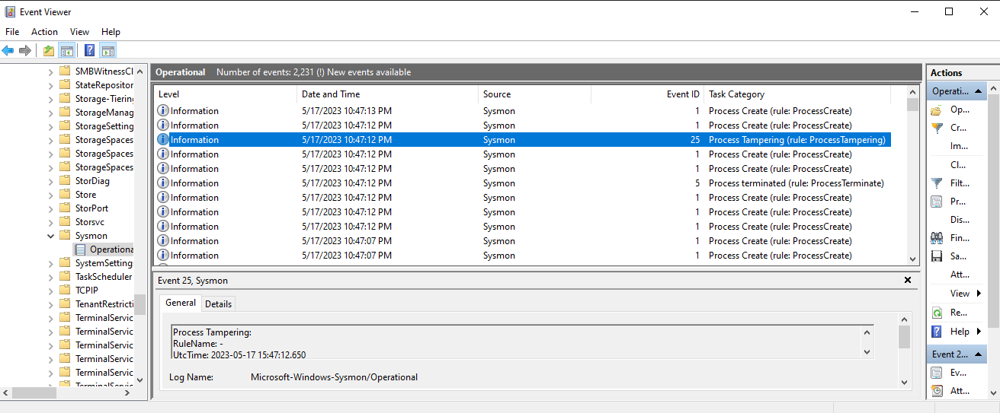 Event Viewer
File Action View Help
SMBWitnessCl
StateRepositor
Storage-Tiering
StorageManag
StorageSetting
StorageSpaces
StorageSpaces
StorageSpaces
StorDiag
Store
StorPort
Storsvc
Sysmon
Operationa
SystemSettings
TaskScheduler
TCPIP
TenantRestricti
TerminalServic
TerminalServic
TerminalServic
TerminalServic
TerminalServic
Operational Number of events: 2,231 (!) New events available
Level Date and Time Source Event ID Task Category
Information 5/17/2023 10:47:13 PM Sysmon 1 Process Create (rule: ProcessCreate)
Information 5/17/2023 10:47:12 PM Sysmon 1 Process Create (rule: ProcessCreate)
Information 5/17/2023 10:47:12 PM Sysmon 25 Process Tampering (rule: ProcessTampering)
Information 5/17/2023 10:47:12 PM Sysmon 1 Process Create (rule: ProcessCreate)
Information 5/17/2023 10:47:12 PM Sysmon 1 Process Create (rule: ProcessCreate)
Information 5/17/2023 10:47:12 PM Sysmon 5 Process terminated (rule: ProcessTerminate)
Information 5/17/2023 10:47:12 PM Sysmon 1 Process Create (rule: ProcessCreate)
Information 5/17/2023 10:47:12 PM Sysmon 1 Process Create (rule: ProcessCreate)
Information 5/17/2023 10:47:12 PM Sysmon 1 Process Create (rule: ProcessCreate)
Information 5/17/2023 10:47:07 PM Sysmon 1 Process Create (rule: ProcessCreate)
Information 5/17/2023 10:47:07 PM Sysmon 1 Process Create (rule: ProcessCreate)
Event 25, Sysmon
General Details
Process Tampering:
RuleName: -
UtcTime: 2023-05-17 15:47:12.650
Log Name: Microsoft-Windows-Sysmon/Operational
Actions
Operati...
Op...
Cr...
Im...
Cl...
Filt...
Pr...
Dis...
Fin...
Sa...
Att...
View
Re...
Help
Event 2...
Ev...
Att...